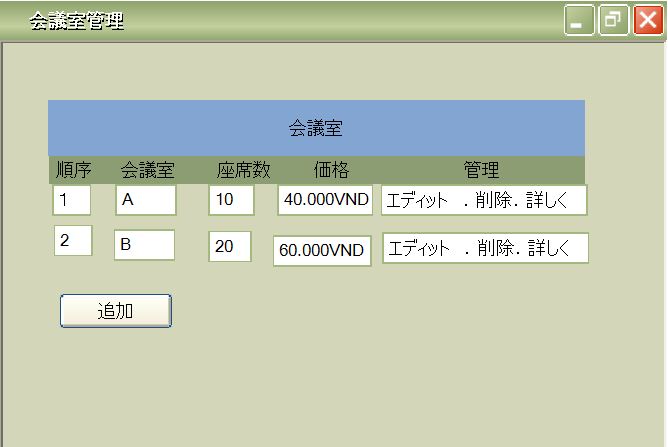 会議室管理
会議室
順序 会議室 座席数 価格 管理
1 A 10 40.000VND エディット .削除.詳しく
2 B 20 60.000VND エディット .削除.詳しく
追加